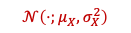 𝒩(·; μ_X, σ_X^2)